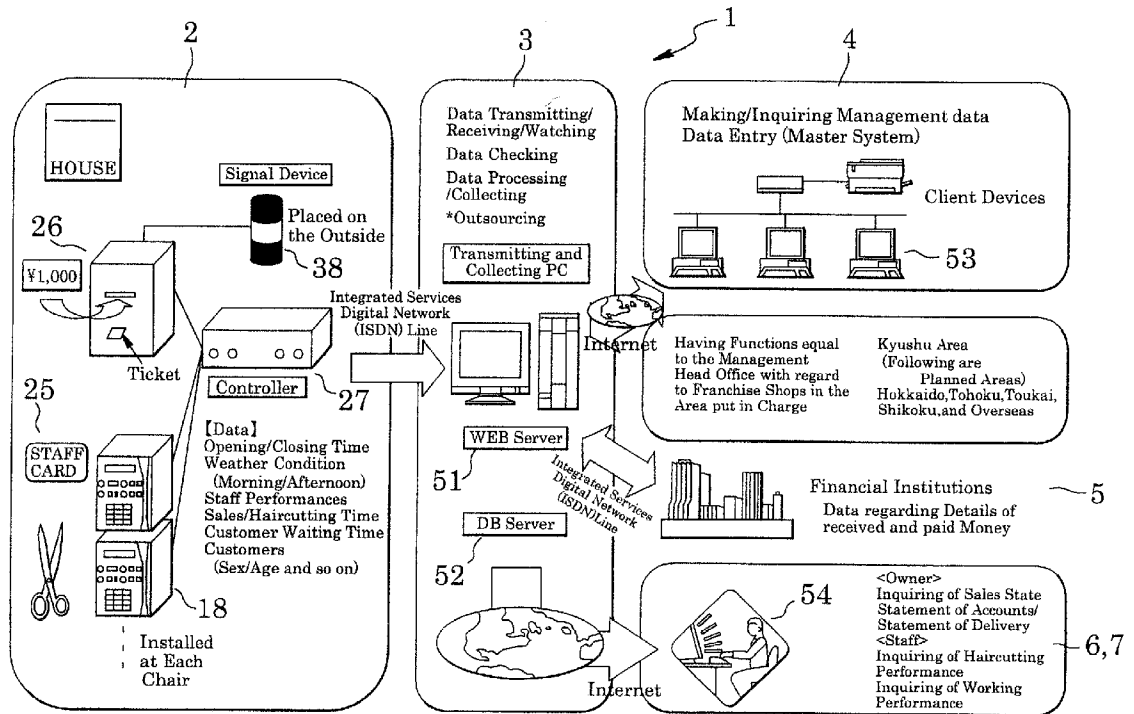 1
2
HOUSE
Signal Device
Placed on
the Outside
38
26
¥1,000
Ticket
Controller
27
25
STAFF
CARD
【Data】
Opening/Closing Time
Weather Condition
(Morning/Afternoon)
Staff Performances
Sales/Haircutting Time
Customer Waiting Time
Customers
(Sex/Age and so on)
18
Installed
at Each
Chair
Integrated Services
Digital Network
(ISDN) Line
3
Data Transmitting/
Receiving/Watching
Data Checking
Data Processing
/Collecting
*Outsourcing
Transmitting and
Collecting PC
Internet
WEB Server
51
DB Server
52
Integrated Services
Digital Network
(ISDN)Line
Internet
4
Making/Inquiring Management data
Data Entry (Master System)
Client Devices
53
Having Functions equal
to the Management
Head Office with regard
to Franchise Shops in the
Area put in Charge
Kyushu Area
(Following are
Planned Areas)
Hokkaido,Tohoku,Toukai,
Shikoku,and Overseas
Financial Institutions
Data regarding Details of
received and paid Money
5
54
<Owner>
Inquiring of Sales State
Statement of Accounts/
Statement of Delivery
<Staff>
Inquiring of Haircutting
Performance
Inquiring of Working
Performance
6,7